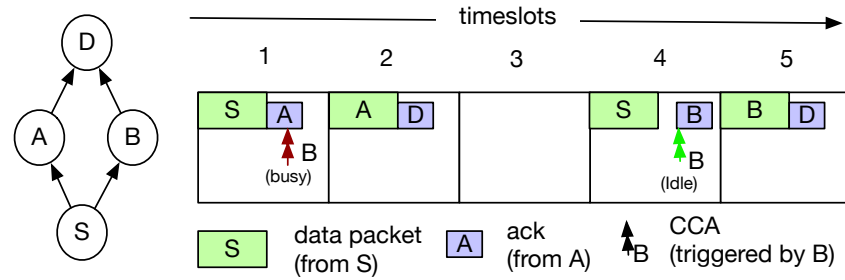 timeslots
1 2 3 4 5
D
A
B
S
S A A D S B B D
B
(busy)
B
(Idle)
S data packet
(from S)
A ack
(from A)
B CCA
(triggered by B)